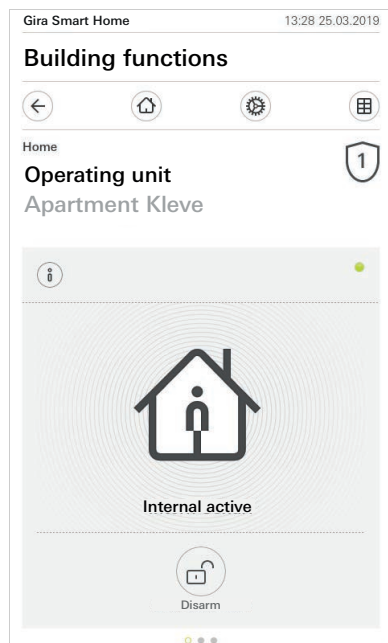 Gira Smart Home 13:28 25.03.2019
Building functions
Home
1
Operating unit
Apartment Kleve
Internal active
Disarm